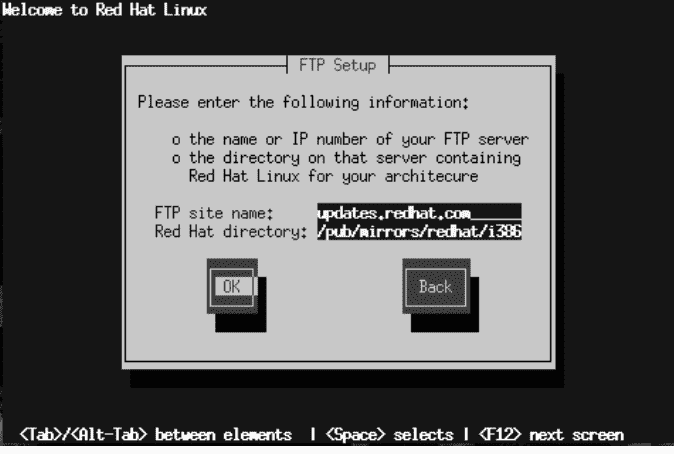 Welcome to Red Hat Linux
FTP Setup
Please enter the following information:
o the name or IP number of your FTP server
o the directory on that server containing
Red Hat Linux for your architecure
FTP site name: updates.redhat.com______
Red Hat directory: /pub/mirrors/redhat/i386
OK Back
<Tab>/<Alt-Tab> between elements | <Space> selects | <F12> next screen